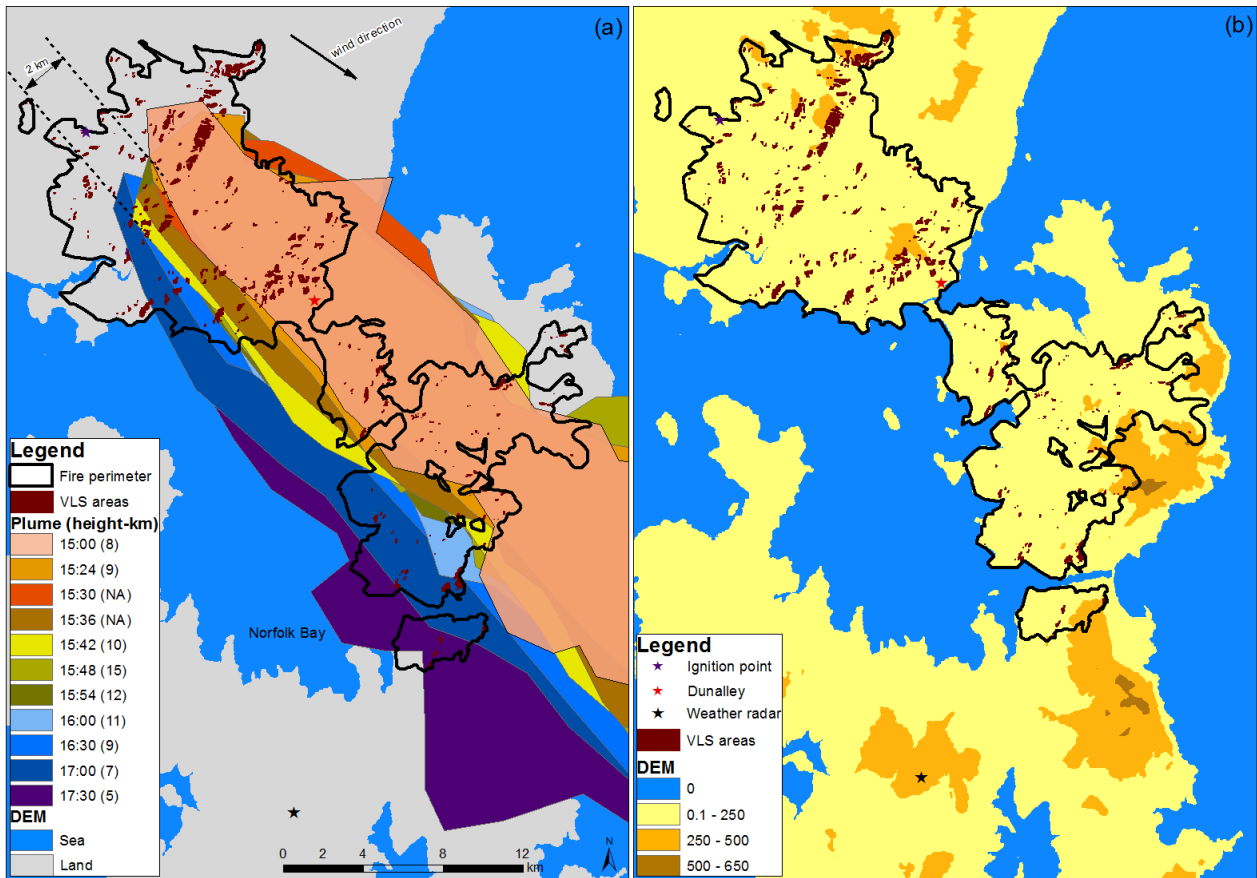 (a)
wind direction
2 km
Norfolk Bay
Legend
Fire perimeter
VLS areas
Plume (height-km)
15:00 (8)
15:24 (9)
15:30 (NA)
15:36 (NA)
15:42 (10)
15:48 (15)
15:54 (12)
16:00 (11)
16:30 (9)
17:00 (7)
17:30 (5)
DEM
Sea
Land
0 2 4 8 12
km
N
(b)
Legend
Ignition point
Dunalley
Weather radar
VLS areas
DEM
0
0.1 - 250
250 - 500
500 - 650